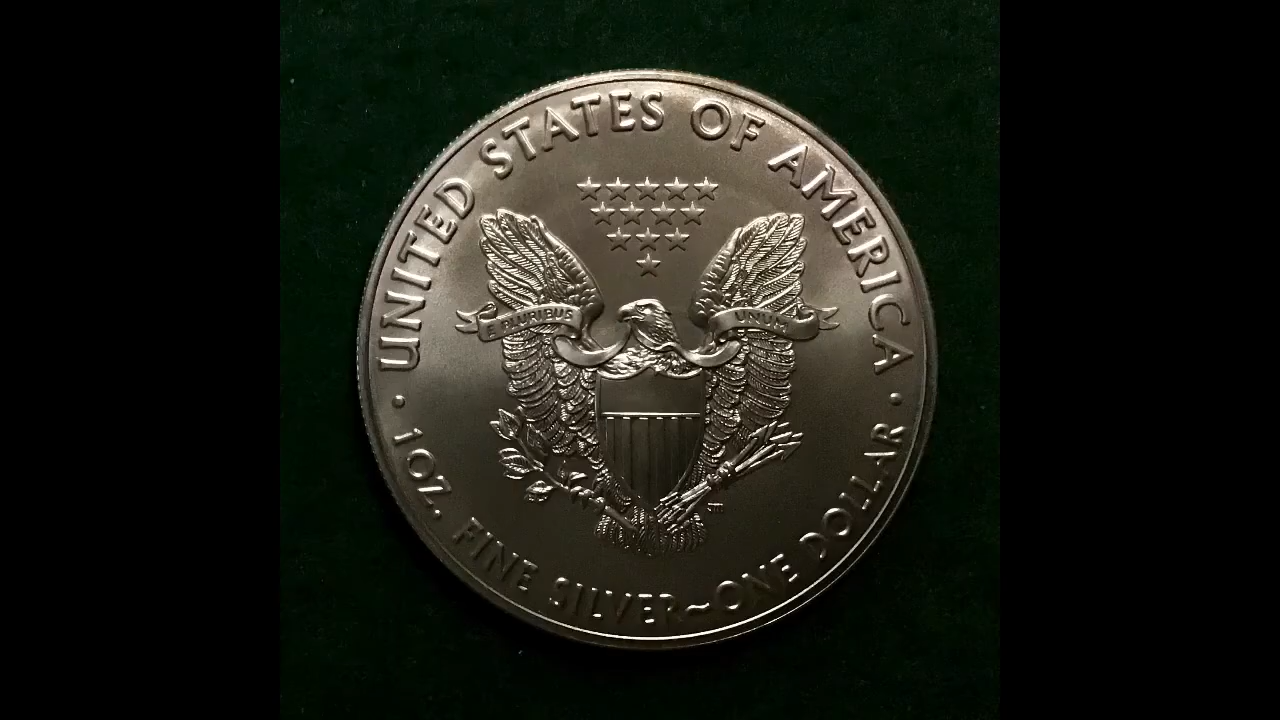 UNITED STATES OF AMERICA
E PLURIBUS UNUM
· 1 OZ. FINE SILVER~ONE DOLLAR ·